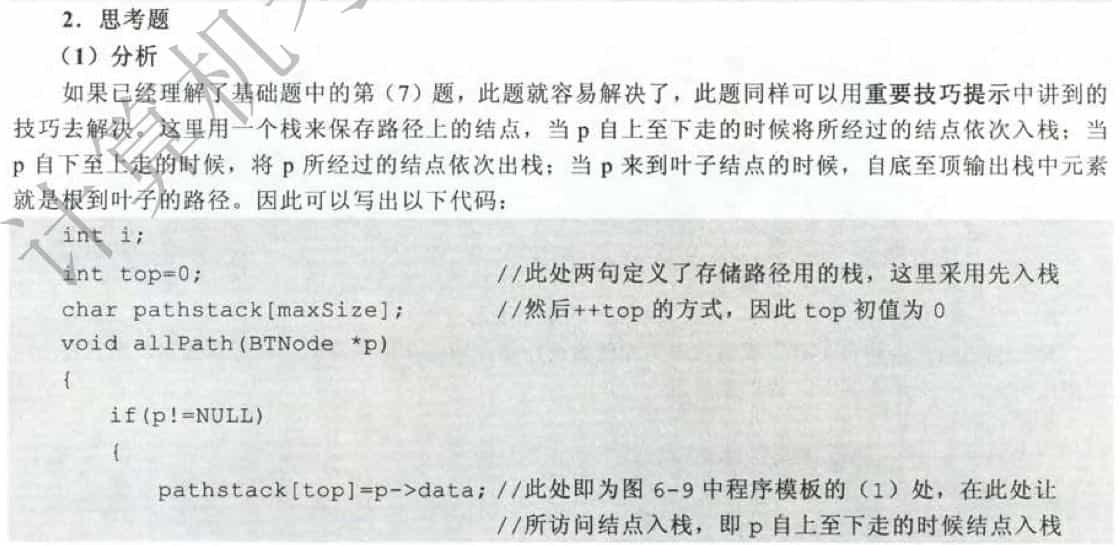 2．思考题
（1）分析
如果已经理解了基础题中的第（7）题，此题就容易解决了，此题同样可以用重要技巧提示中讲到的
技巧去解决。这里用一个栈来保存路径上的结点，当 p 自上至下走的时候将所经过的结点依次入栈；当
p 自下至上走的时候，将 p 所经过的结点依次出栈；当 p 来到叶子结点的时候，自底至顶输出栈中元素
就是根到叶子的路径。因此可以写出以下代码：
int i;
int top=0; //此处两句定义了存储路径用的栈，这里采用先入栈
char pathstack[maxSize]; //然后++top 的方式，因此 top 初值为 0
void allPath(BTNode *p)
{
if(p!=NULL)
{
pathstack[top]=p->data; //此处即为图 6-9 中程序模板的（1）处，在此处让
//所访问结点入栈，即 p 自上至下走的时候结点入栈
计算机